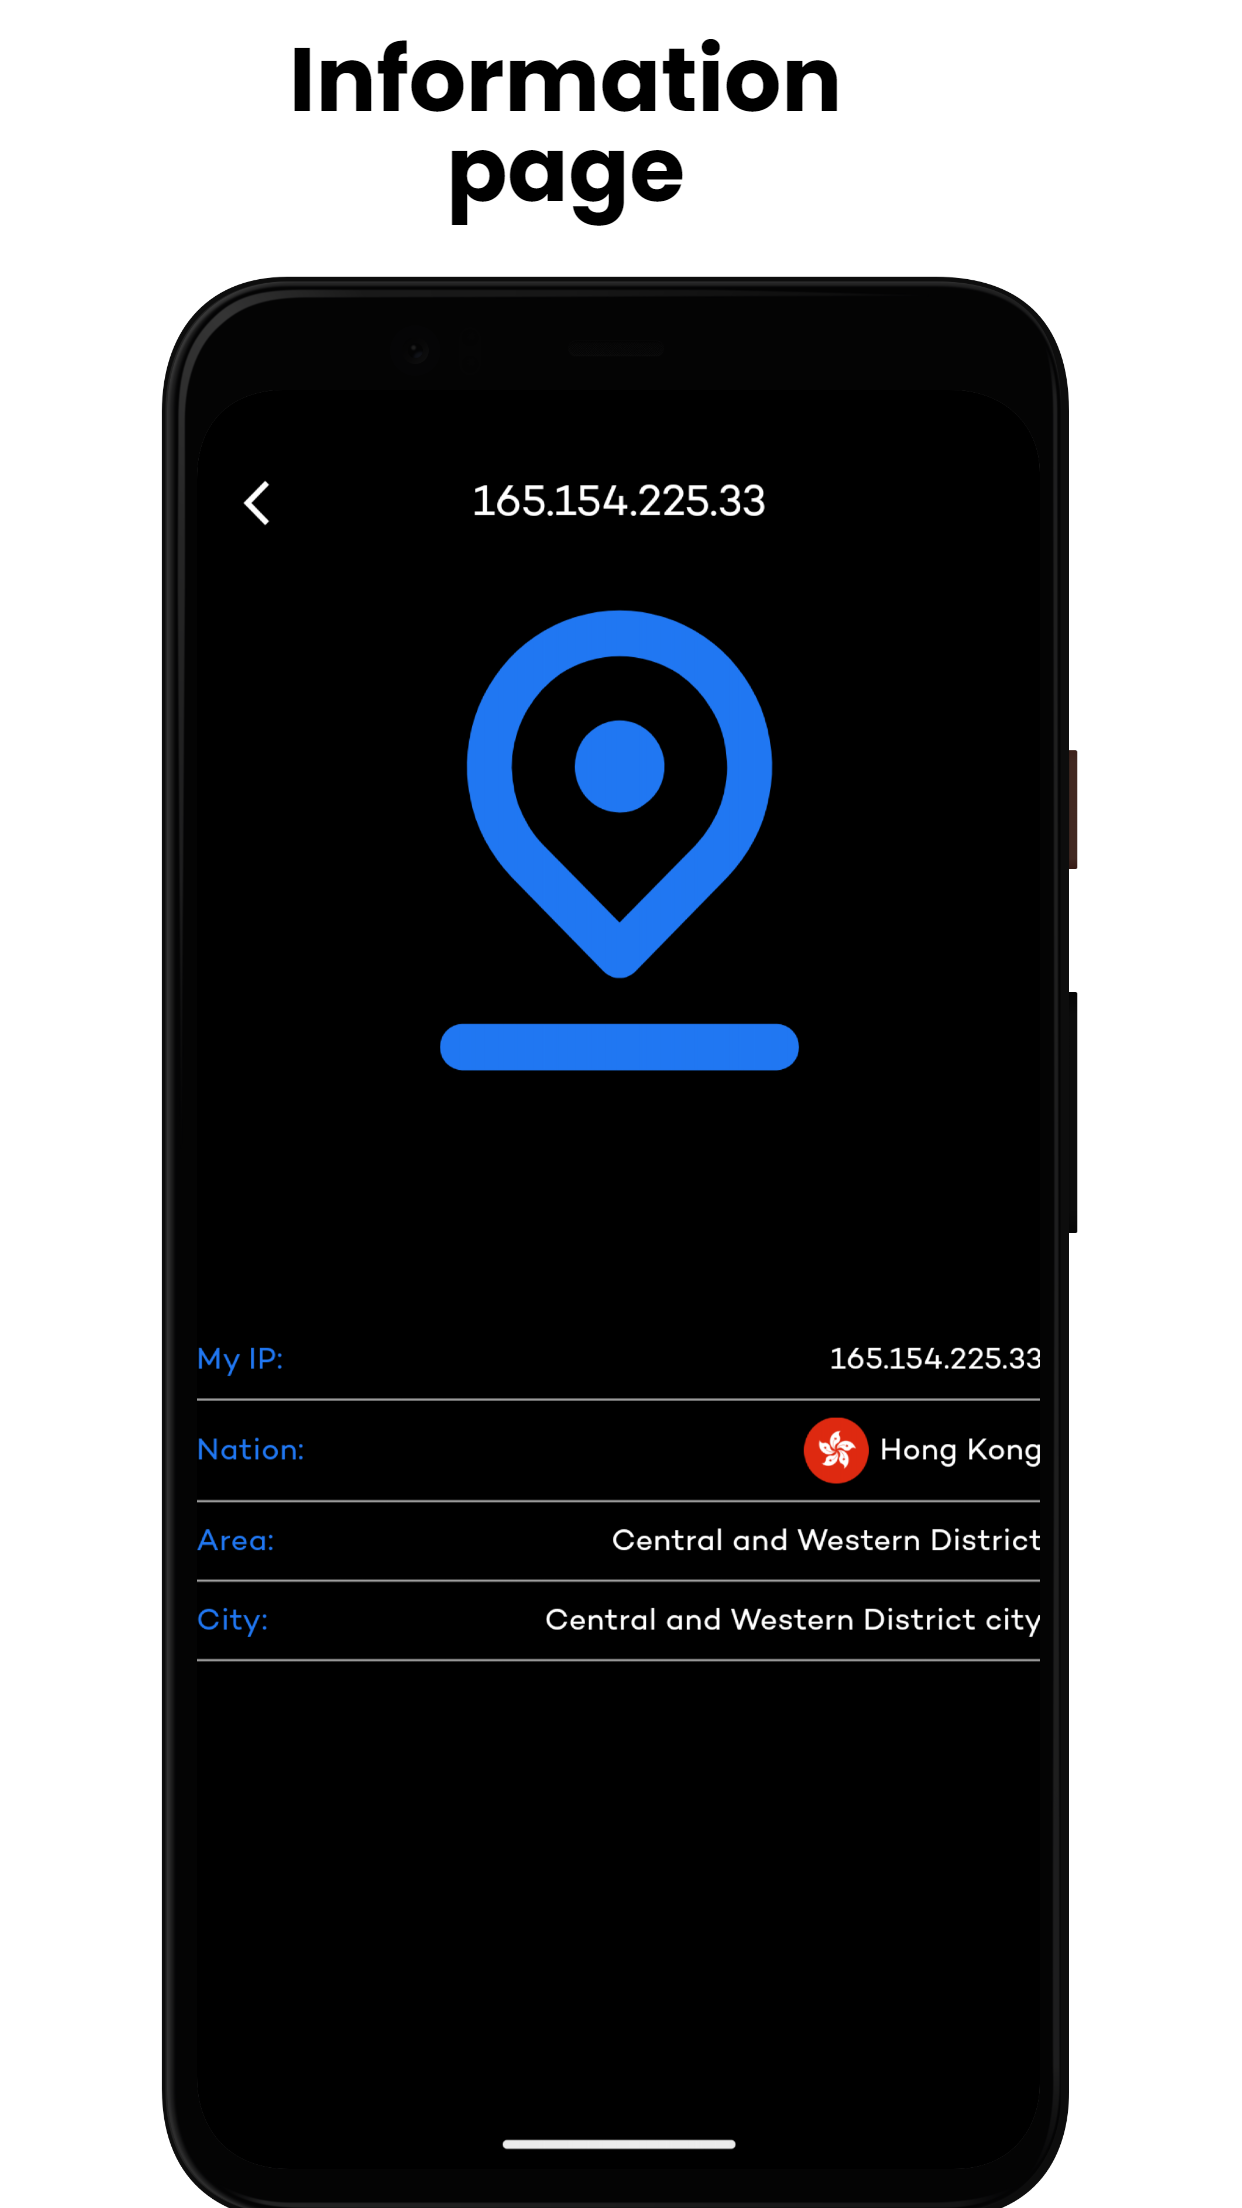 Information
page
165.154.225.33
My IP: 165.154.225.33
Nation: Hong Kong
Area: Central and Western District
City: Central and Western District city